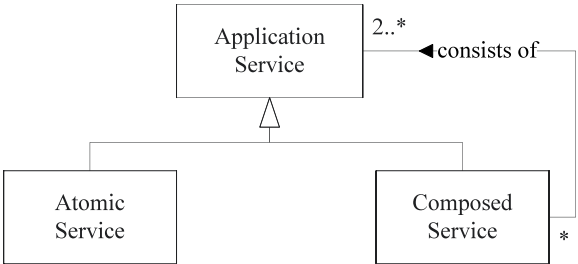 Application
Service
2..*
consists of
Atomic
Service
Composed
Service
*